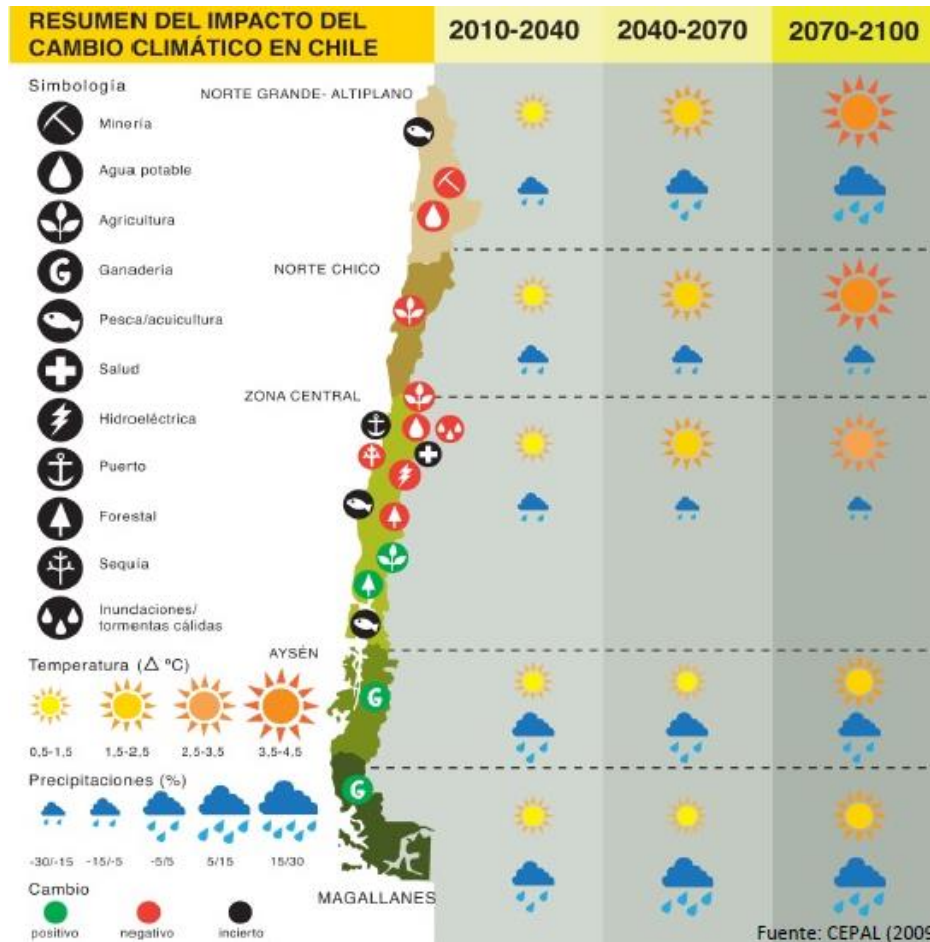 RESUMEN DEL IMPACTO DEL
CAMBIO CLIMÁTICO EN CHILE
2010-2040
2040-2070
2070-2100
Simbología
Minería
Agua potable
Agricultura
G
Ganadería
Pesca/acuicultura
Salud
Hidroeléctrica
Puerto
Forestal
Sequía
Inundaciones/
tormentas cálidas
NORTE GRANDE- ALTIPLANO
NORTE CHICO
ZONA CENTRAL
AYSÉN
G
G
MAGALLANES
Temperatura (Δ ºC)
0,5-1,5
1,5-2,5
2,5-3,5
3,5-4,5
Precipitaciones (%)
-30/-15
-15/-5
-5/5
5/15
15/30
Cambio
positivo
negativo
incierto
Fuente: CEPAL (2009